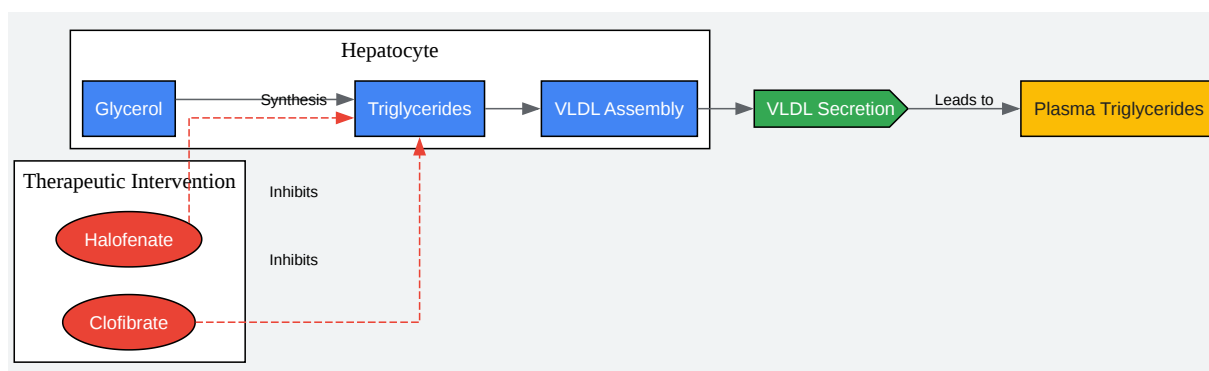 Hepatocyte
Glycerol
Synthesis
Triglycerides
VLDL Assembly
VLDL Secretion
Leads to
Plasma Triglycerides
Therapeutic Intervention
Inhibits
Halofenate
Inhibits
Clofibrate